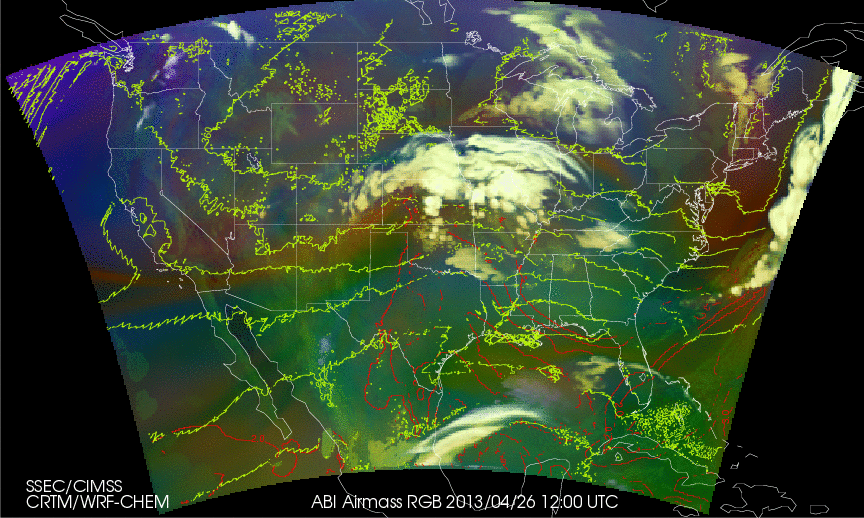 SSEC/CIMSS
CRTM/WRF-CHEM
ABI Airmass RGB 2013/04/26 12:00 UTC